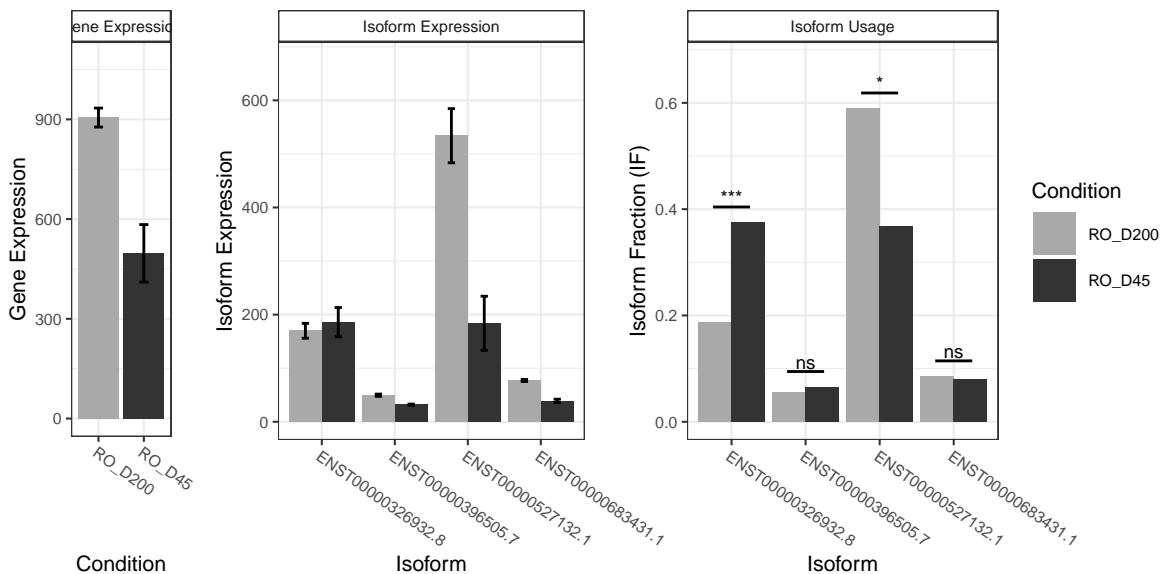 ene Expressio
Gene Expression
900
600
300
0
RO_D200
RO_D45
Condition
Isoform Expression
Isoform Expression
600
400
200
0
ENST00000326932.8
ENST00000396505.7
ENST00000527132.1
ENST00000683431.1
Isoform
Isoform Usage
Isoform Fraction (IF)
0.6
0.4
0.2
0.0
***
ns
*
ns
ENST00000326932.8
ENST00000396505.7
ENST00000527132.1
ENST00000683431.1
Isoform
Condition
RO_D200
RO_D45